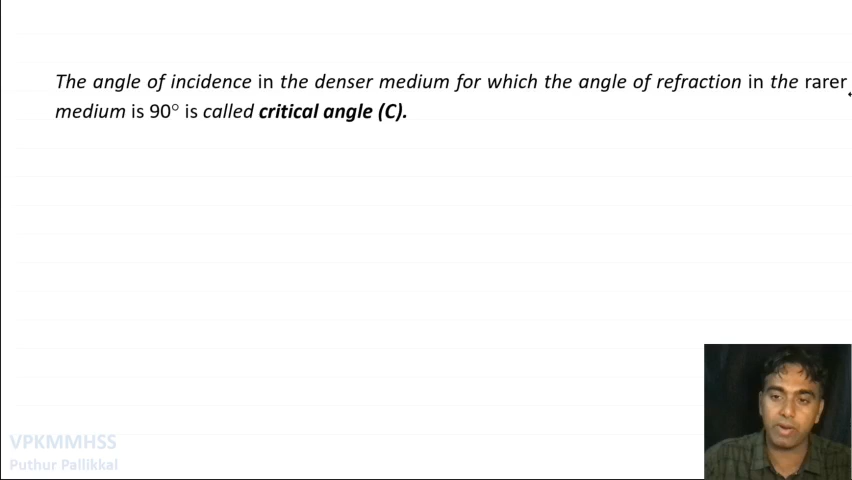 The angle of incidence in the denser medium for which the angle of refraction in the rarer
medium is 90° is called critical angle (C).
VPKMMHSS
Puthur Pallikkal